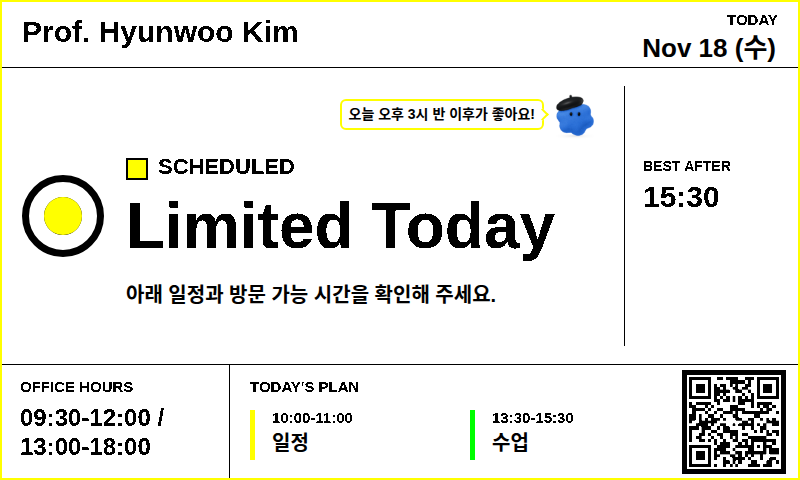 Prof. Hyunwoo Kim
TODAY
Nov 18 (수)
오늘 오후 3시 반 이후가 좋아요!
SCHEDULED
Limited Today
아래 일정과 방문 가능 시간을 확인해 주세요.
BEST AFTER
15:30
OFFICE HOURS
09:30-12:00 /
13:00-18:00
TODAY'S PLAN
10:00-11:00
일정
13:30-15:30
수업